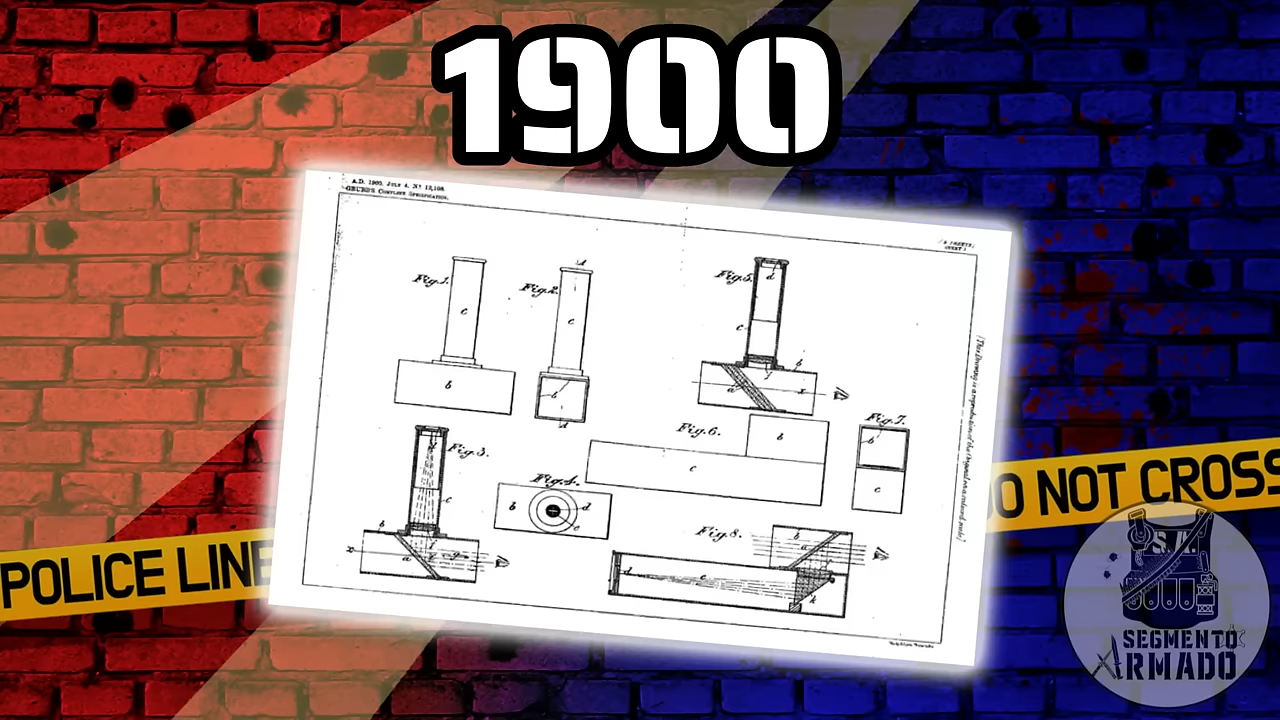 1900
A.D. 1900. JULY 4. No 12,108.
GRUBB'S COMPLETE SPECIFICATION.
Fig.1.
Fig.2.
Fig.5.
Fig.3.
Fig.4.
Fig.6.
Fig.7.
Fig.8.
A
c
c
d
c
b
b
a
x
b
b
A
b
c
b
c
b
d
e
c
b
a
x
b
a
c
POLICE LINE
DO NOT CROSS
S.A.
SEGMENTO
ARMADO